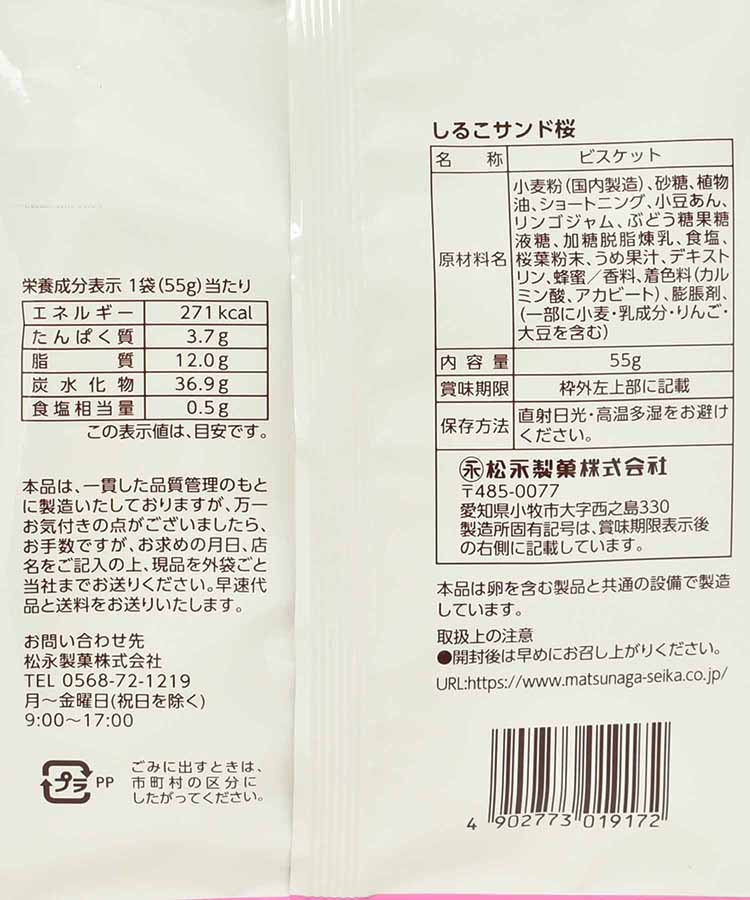 栄養成分表示 1袋(55g)当たり
エネルギー 271kcal
たんぱく質 3.7g
脂質 12.0g
炭水化物 36.9g
食塩相当量 0.5g
この表示値は、目安です。
本品は、一貫した品質管理のもと
に製造いたしておりますが、万一
お気付きの点がございましたら、
お手数ですが、お求めの月日、店
名をご記入の上、現品を外袋ごと
当社までお送りください。早速代
品と送料をお送りいたします。
お問い合わせ先
松永製菓株式会社
TEL 0568-72-1219
月〜金曜日(祝日を除く)
9:00〜17:00
プラ PP
ごみに出すときは、
市町村の区分に
したがってください。
しるこサンド桜
名称 ビスケット
原材料名 小麦粉(国内製造)、砂糖、植物
油、ショートニング、小豆あん、
リンゴジャム、ぶどう糖果糖
液糖、加糖脱脂煉乳、食塩、
桜葉粉末、うめ果汁、デキスト
リン、蜂蜜/香料、着色料(カル
ミン酸、アカビート)、膨脹剤、
(一部に小麦・乳成分・りんご・
大豆を含む)
内容量 55g
賞味期限 枠外左上部に記載
保存方法 直射日光・高温多湿をお避け
ください。
永 松永製菓株式会社
〒485-0077
愛知県小牧市大字西之島330
製造所固有記号は、賞味期限表示後
の右側に記載しています。
本品は卵を含む製品と共通の設備で製造
しています。
取扱上の注意
●開封後は早めにお召し上がりください。
URL:https://www.matsunaga-seika.co.jp/
4 902773 019172